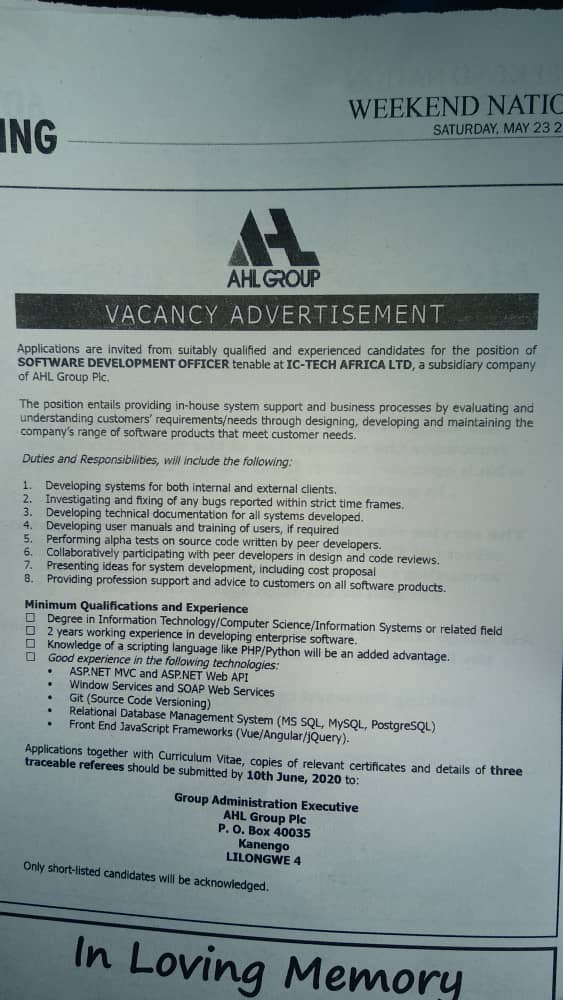 WEEKEND NATIO
ING
SATURDAY, MAY 23 2
AHL GROUP
VACANCY ADVERTISEMENT
Applications are invited from suitably qualified and experienced candidates for the position of
SOFTWARE DEVELOPMENT OFFICER tenable at IC-TECH AFRICA LTD, a subsidiary company
of AHL Group Plc.
The position entails providing in-house system support and business processes by evaluating and
understanding customers' requirements/needs through designing, developing and maintaining the
company's range of software products that meet customer needs.
Duties and Responsibilities, will include the following:
1. Developing systems for both internal and external clients.
2. Investigating and fixing of any bugs reported within strict time frames.
3. Developing technical documentation for all systems developed.
4. Developing user manuals and training of users, if required
5. Performing alpha tests on source code written by peer developers.
6. Collaboratively participating with peer developers in design and code reviews.
7. Presenting ideas for system development, including cost proposal
8. Providing profession support and advice to customers on all software products.
Minimum Qualifications and Experience
☐ Degree in Information Technology/Computer Science/Information Systems or related field
☐ 2 years working experience in developing enterprise software.
☐ Knowledge of a scripting language like PHP/Python will be an added advantage.
☐ Good experience in the following technologies:
• ASP.NET MVC and ASP.NET Web API
• Window Services and SOAP Web Services
• Git (Source Code Versioning)
• Relational Database Management System (MS SQL, MySQL, PostgreSQL)
• Front End JavaScript Frameworks (Vue/Angular/jQuery).
Applications together with Curriculum Vitae, copies of relevant certificates and details of three
traceable referees should be submitted by 10th June, 2020 to:
Group Administration Executive
AHL Group Plc
P. O. Box 40035
Kanengo
LILONGWE 4
Only short-listed candidates will be acknowledged.
In Loving Memory